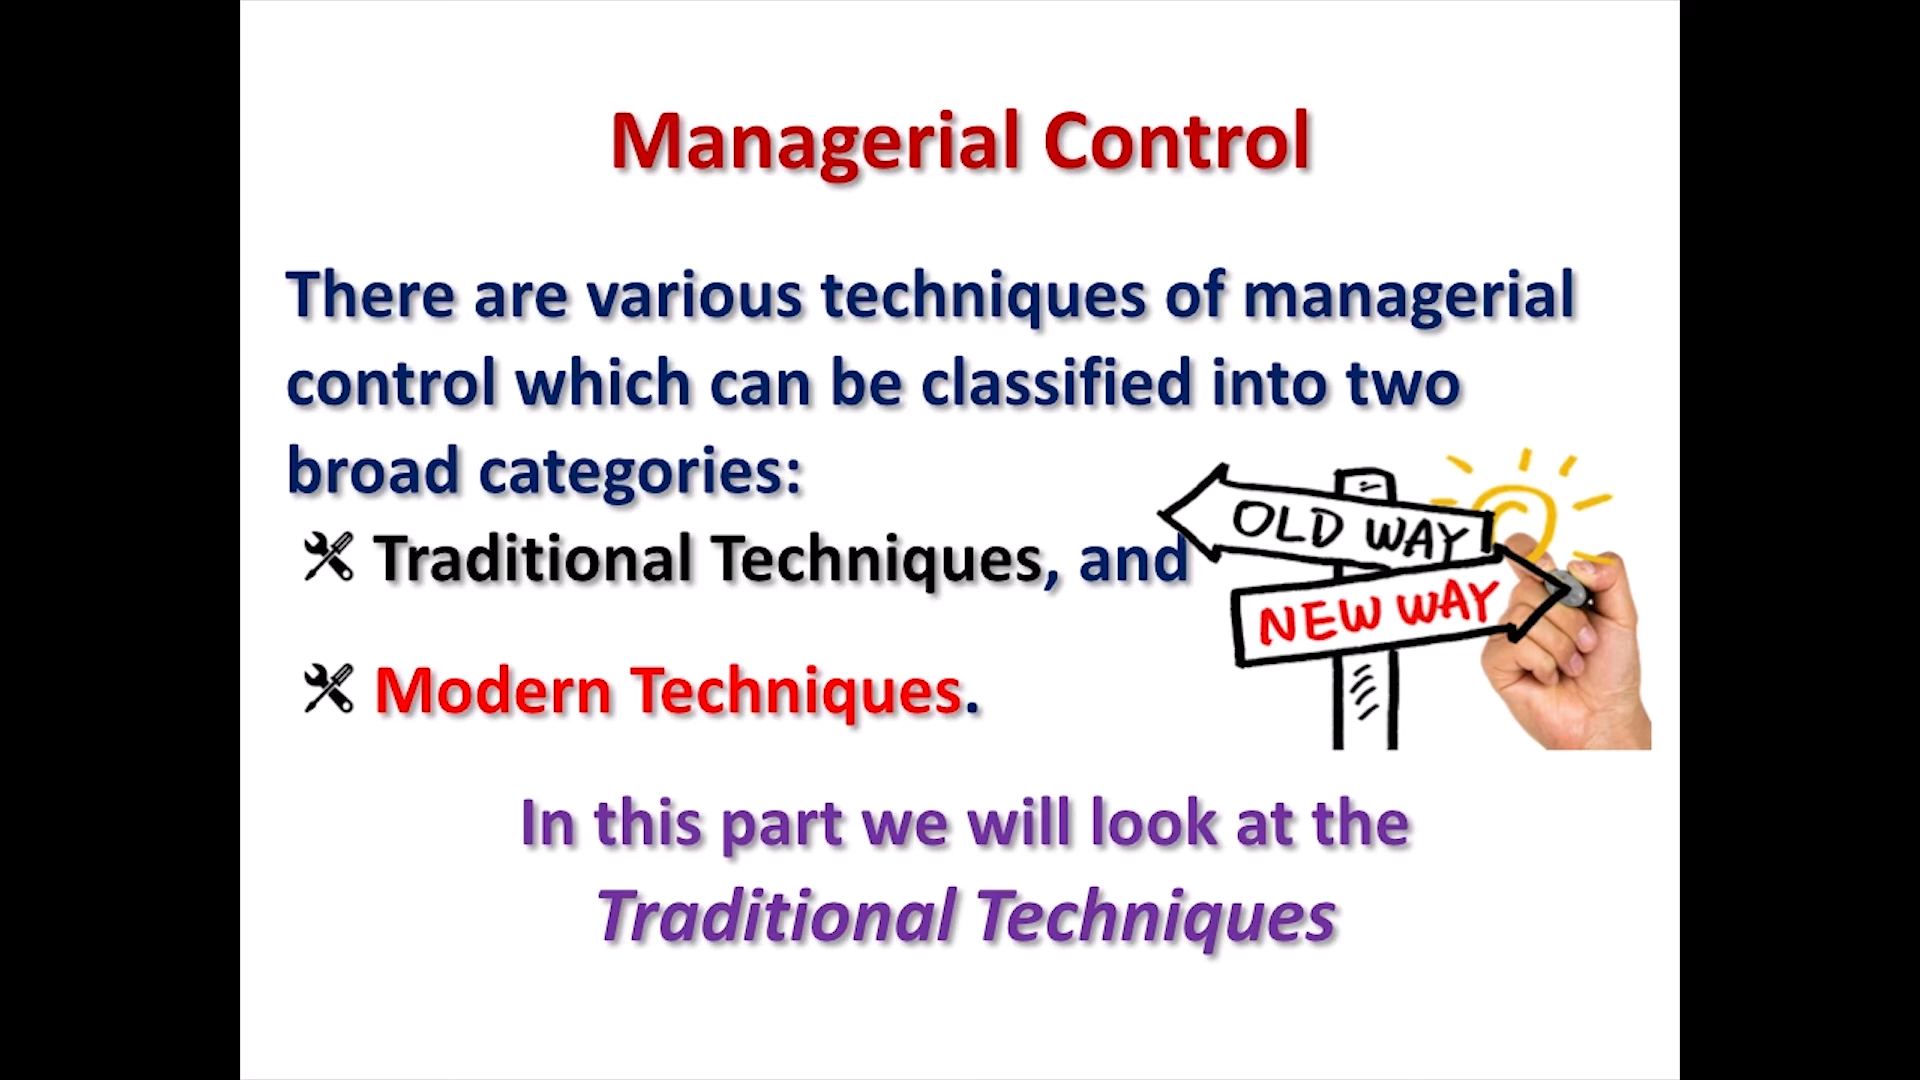 Managerial Control
There are various techniques of managerial
control which can be classified into two
broad categories:
Traditional Techniques, and
OLD WAY
NEW WAY
Modern Techniques.
In this part we will look at the
Traditional Techniques